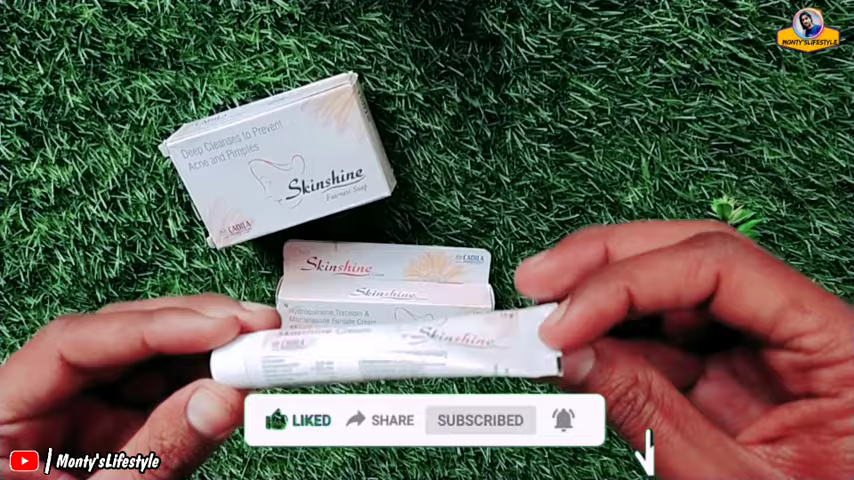 MONTY'SLIFESTYLE
Deep Cleanses to Prevent
Acne and Pimples
Skinshine
Fairness Soap
CADILA
Skinshine
CADILA
Skinshine
Hydroquinone, Tretinoin &
Mometasone Furoate Cream
Skinshine
CADILA
LIKED
SHARE
SUBSCRIBED
/Monty'sLifestyle